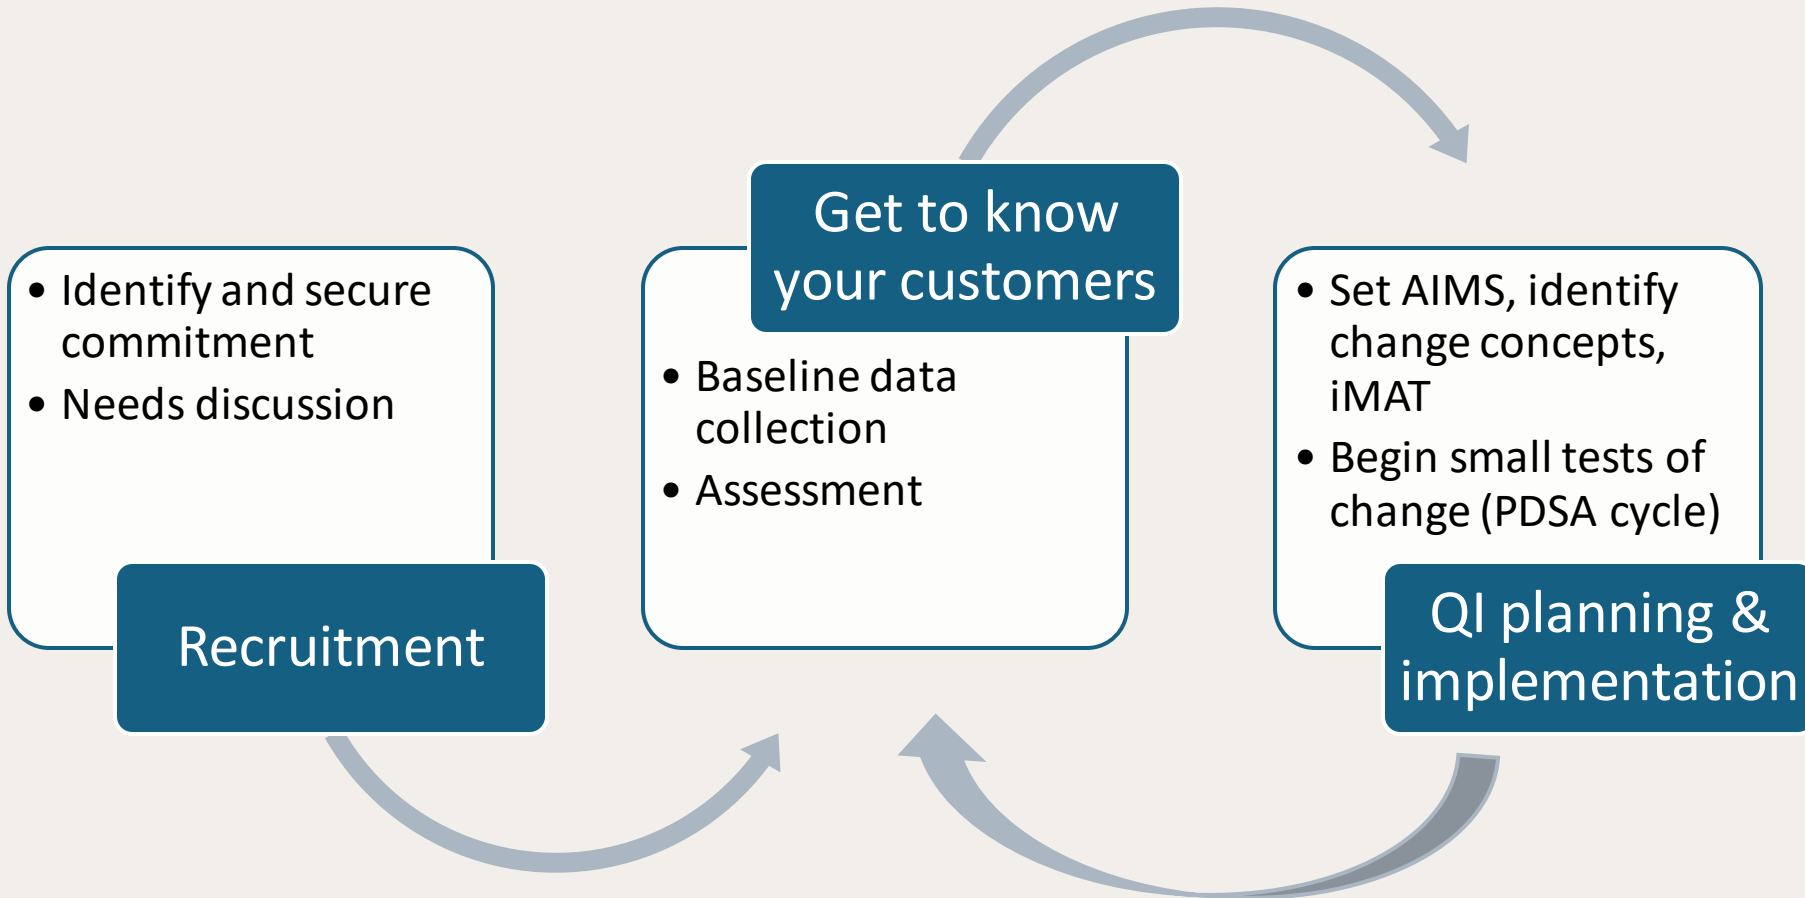 • Identify and secure
commitment
• Needs discussion
Recruitment
Get to know
your customers
• Baseline data
collection
• Assessment
• Set AIMS, identify
change concepts,
iMAT
• Begin small tests of
change (PDSA cycle)
QI planning &
implementation